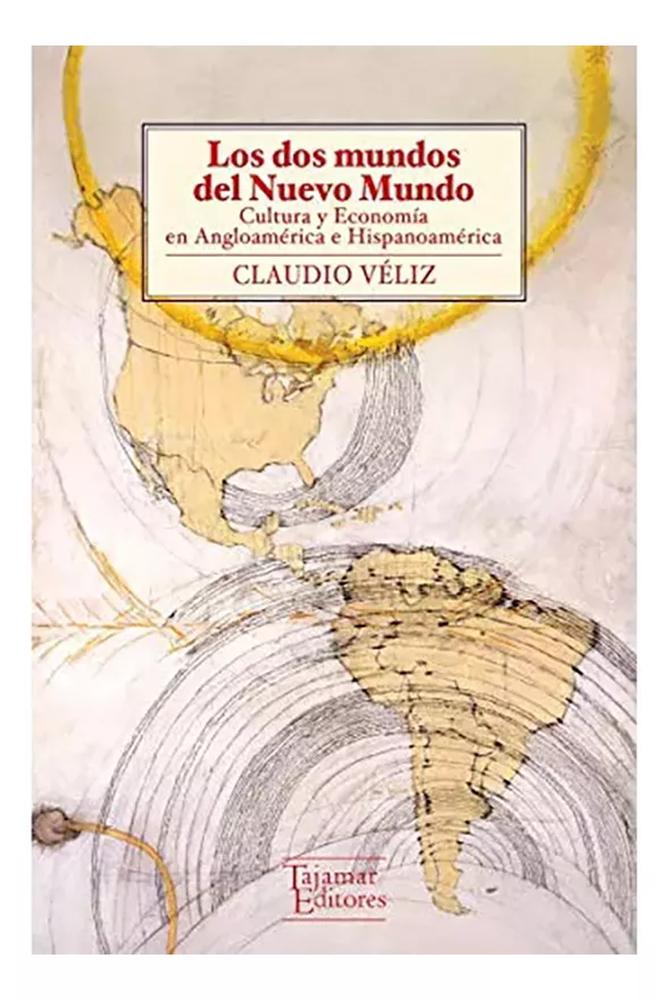 Los dos mundos
del Nuevo Mundo
Cultura y Economía
en Angloamérica e Hispanoamérica
CLAUDIO VÉLIZ
Tajamar
Editores